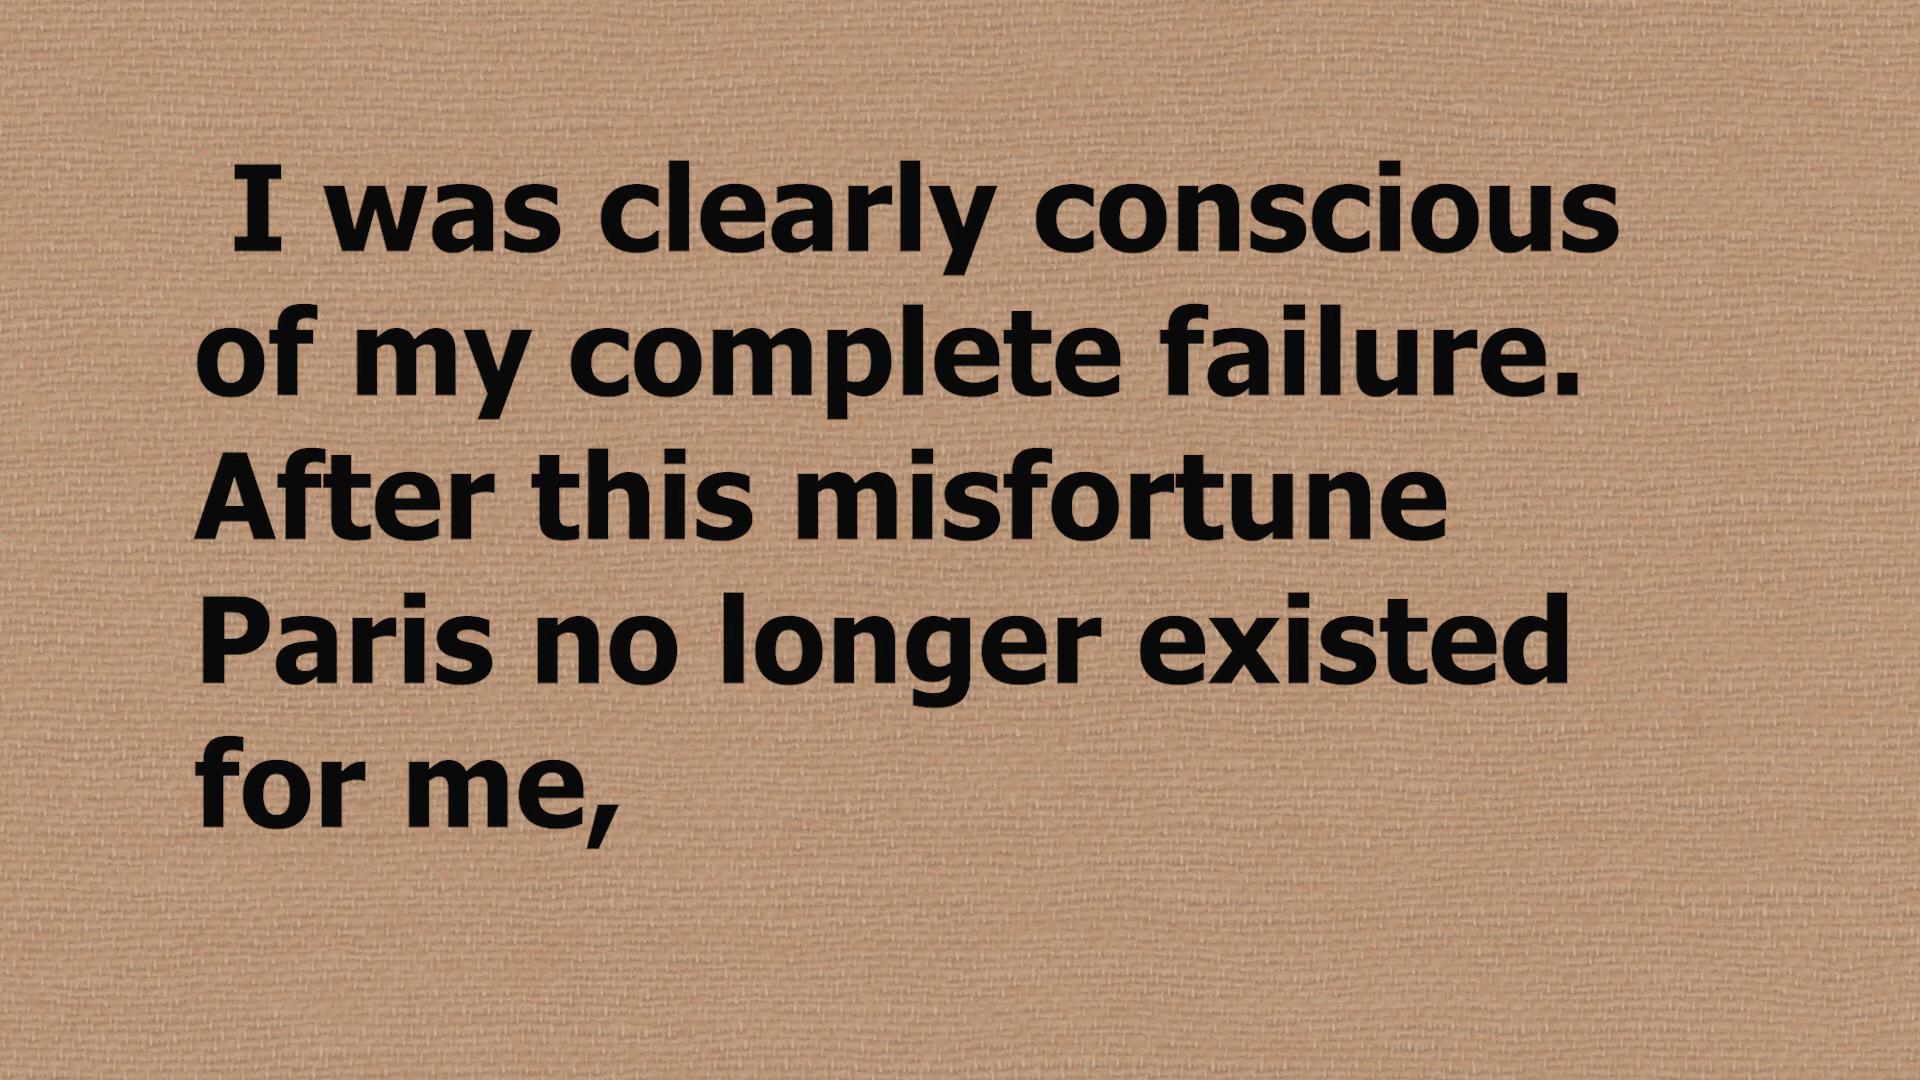 I was clearly conscious
of my complete failure.
After this misfortune
Paris no longer existed
for me,